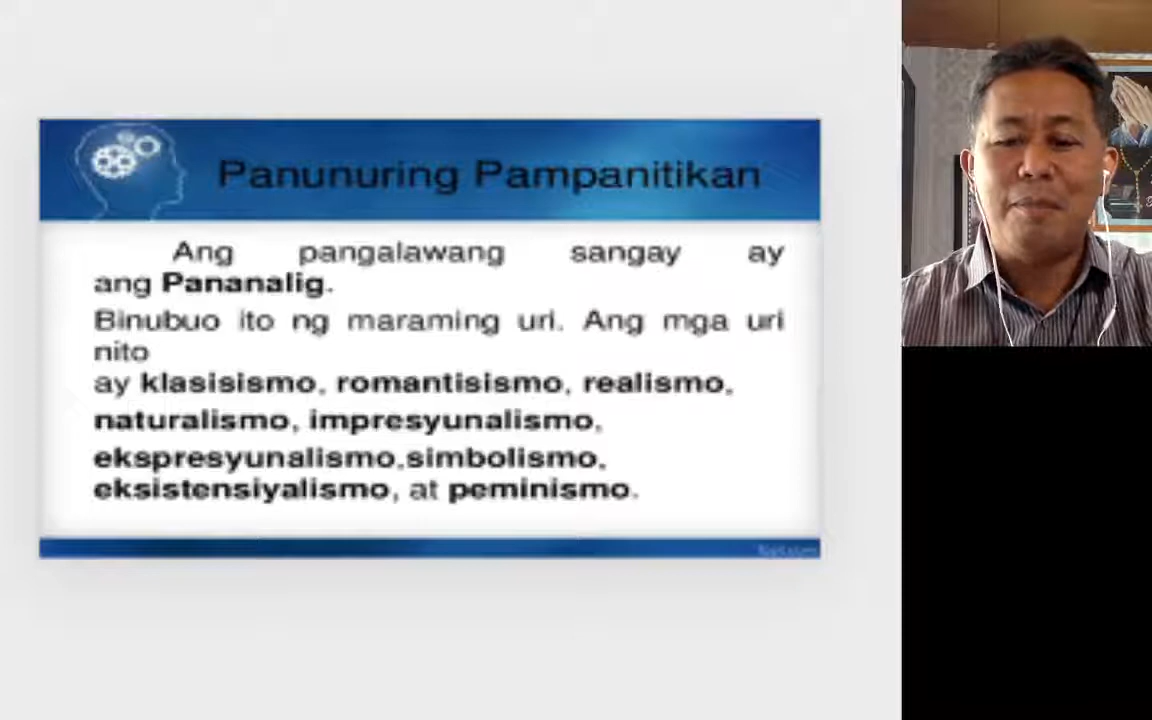 Panunuring Pampanitikan
Ang pangalawang sangay ay
ang Pananalig.
Binubuo ito ng maraming uri. Ang mga uri
nito
ay klasisismo, romantisismo, realismo,
naturalismo, impresyunalismo,
ekspresyunalismo,simbolismo,
eksistensiyalismo, at peminismo.